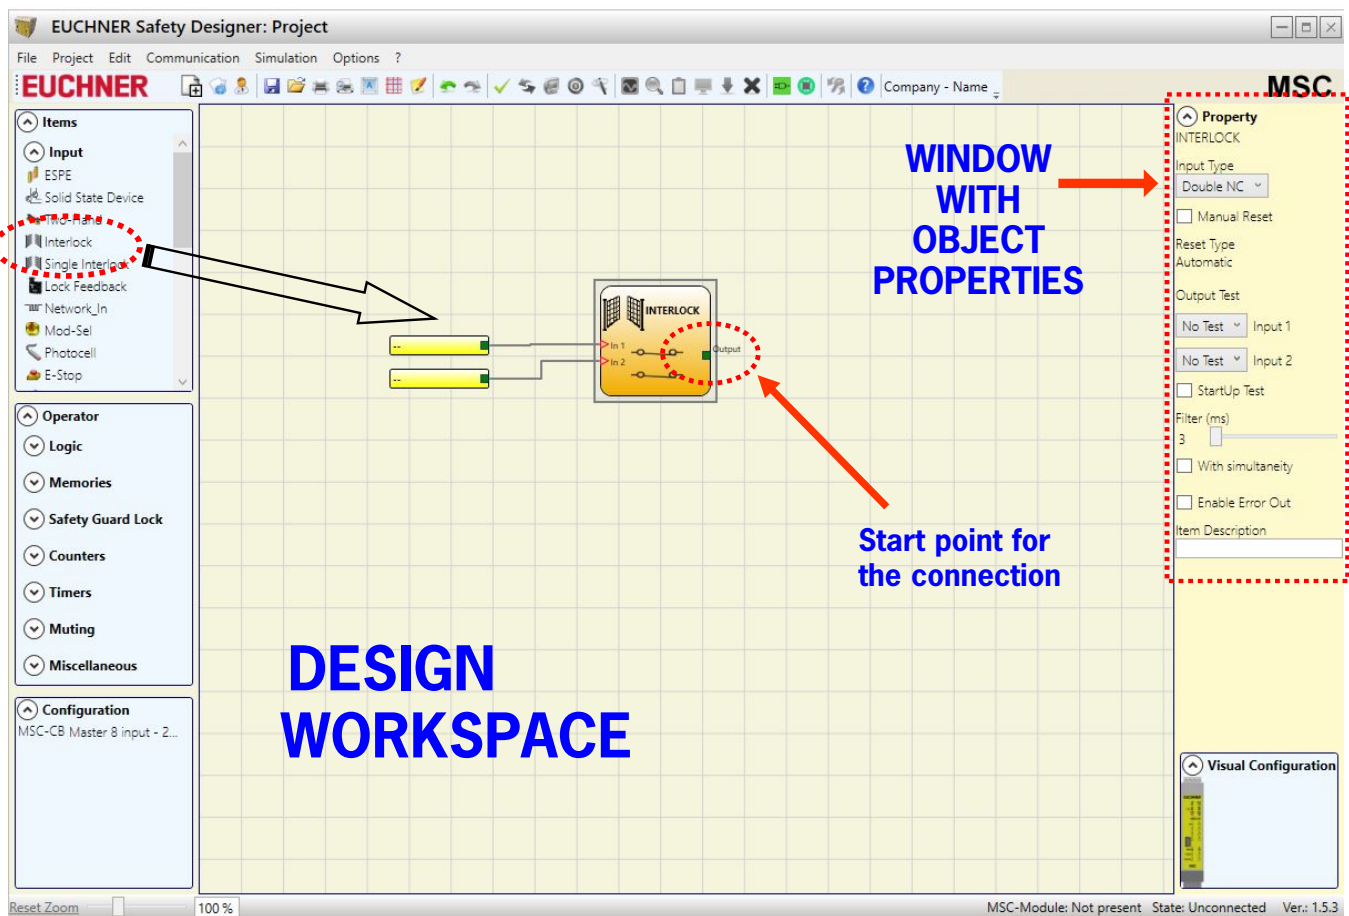 EUCHNER Safety Designer: Project
File Project Edit Communication Simulation Options ?
EUCHNER
Company - Name
MSC
Items
Input
ESPE
Solid State Device
Two-Hand
Interlock
Single Interlock
Lock Feedback
Network_In
Mod-Sel
Photocell
E-Stop
Operator
Logic
Memories
Safety Guard Lock
Counters
Timers
Muting
Miscellaneous
Configuration
MSC-CB Master 8 input - 2...
Reset Zoom
100 %
--
--
INTERLOCK
In 1
In 2
Output
WINDOW
WITH
OBJECT
PROPERTIES
Start point for
the connection
DESIGN
WORKSPACE
Property
INTERLOCK
Input Type
Double NC
Manual Reset
Reset Type
Automatic
Output Test
No Test Input 1
No Test Input 2
StartUp Test
Filter (ms)
3
With simultaneity
Enable Error Out
Item Description
Visual Configuration
MSC-Module: Not present State: Unconnected Ver.: 1.5.3